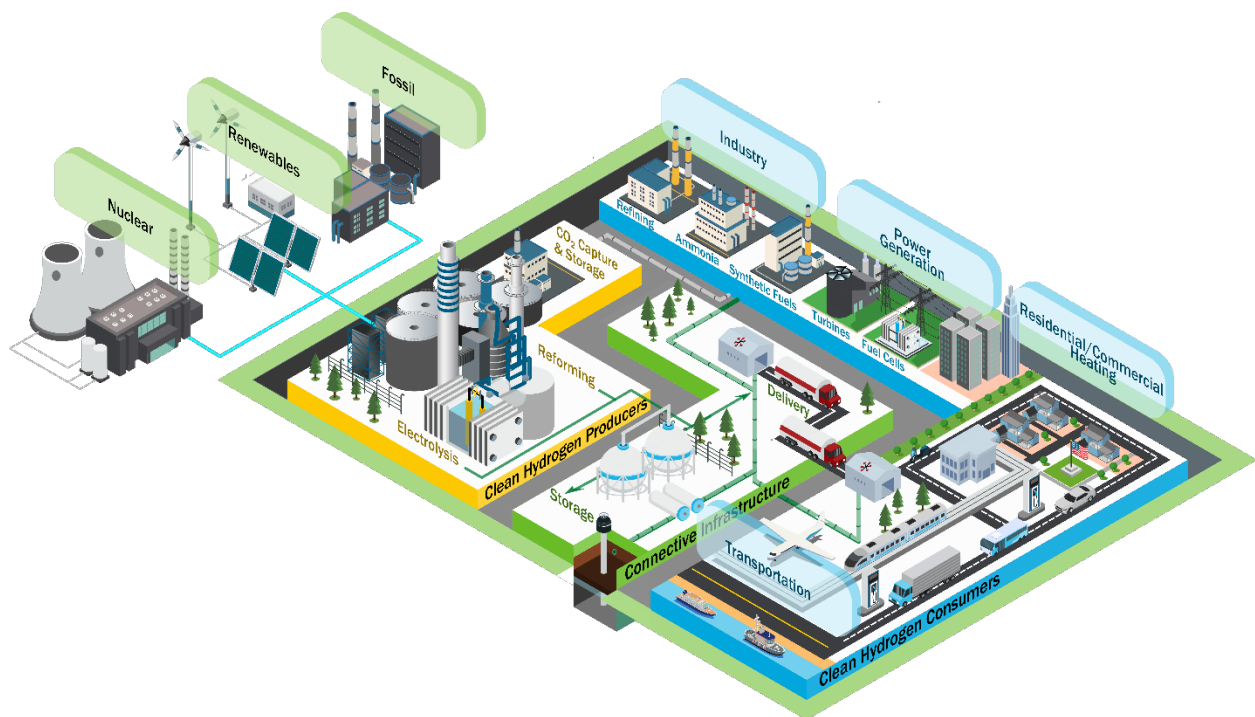 Fossil
Renewables
Nuclear
Industry
Power
Generation
Residential/Commercial
Heating
Refining
Ammonia
Synthetic Fuels
Turbines
Fuel Cells
CO₂ Capture
& Storage
Reforming
Electrolysis
Clean Hydrogen Producers
Delivery
Storage
Connective Infrastructure
Transportation
Clean Hydrogen Consumers